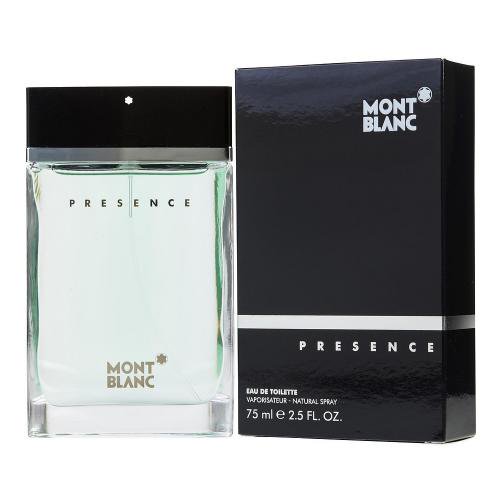 PRESENCE
MONT
BLANC
MONT
BLANC
PRESENCE
EAU DE TOILETTE
VAPORISATEUR - NATURAL SPRAY
75 ml ℮ 2.5 FL. OZ.